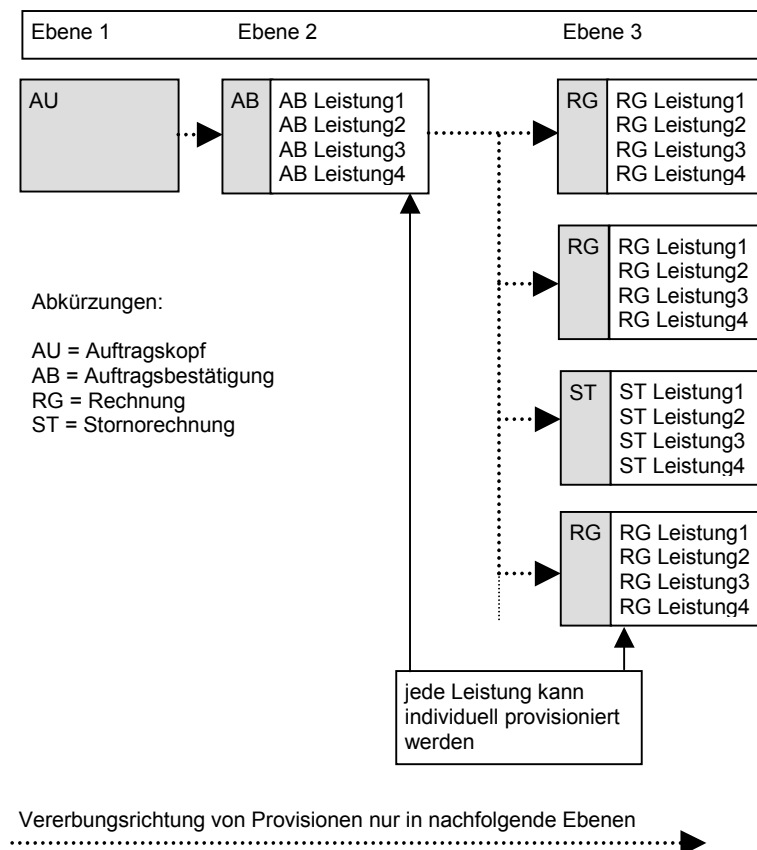 Ebene 1
Ebene 2
Ebene 3
AU
AB
AB Leistung1
AB Leistung2
AB Leistung3
AB Leistung4
RG
RG Leistung1
RG Leistung2
RG Leistung3
RG Leistung4
RG
RG Leistung1
RG Leistung2
RG Leistung3
RG Leistung4
Abkürzungen:
AU = Auftragskopf
AB = Auftragsbestätigung
RG = Rechnung
ST = Stornorechnung
ST
ST Leistung1
ST Leistung2
ST Leistung3
ST Leistung4
RG
RG Leistung1
RG Leistung2
RG Leistung3
RG Leistung4
jede Leistung kann
individuell provisioniert
werden
Vererbungsrichtung von Provisionen nur in nachfolgende Ebenen